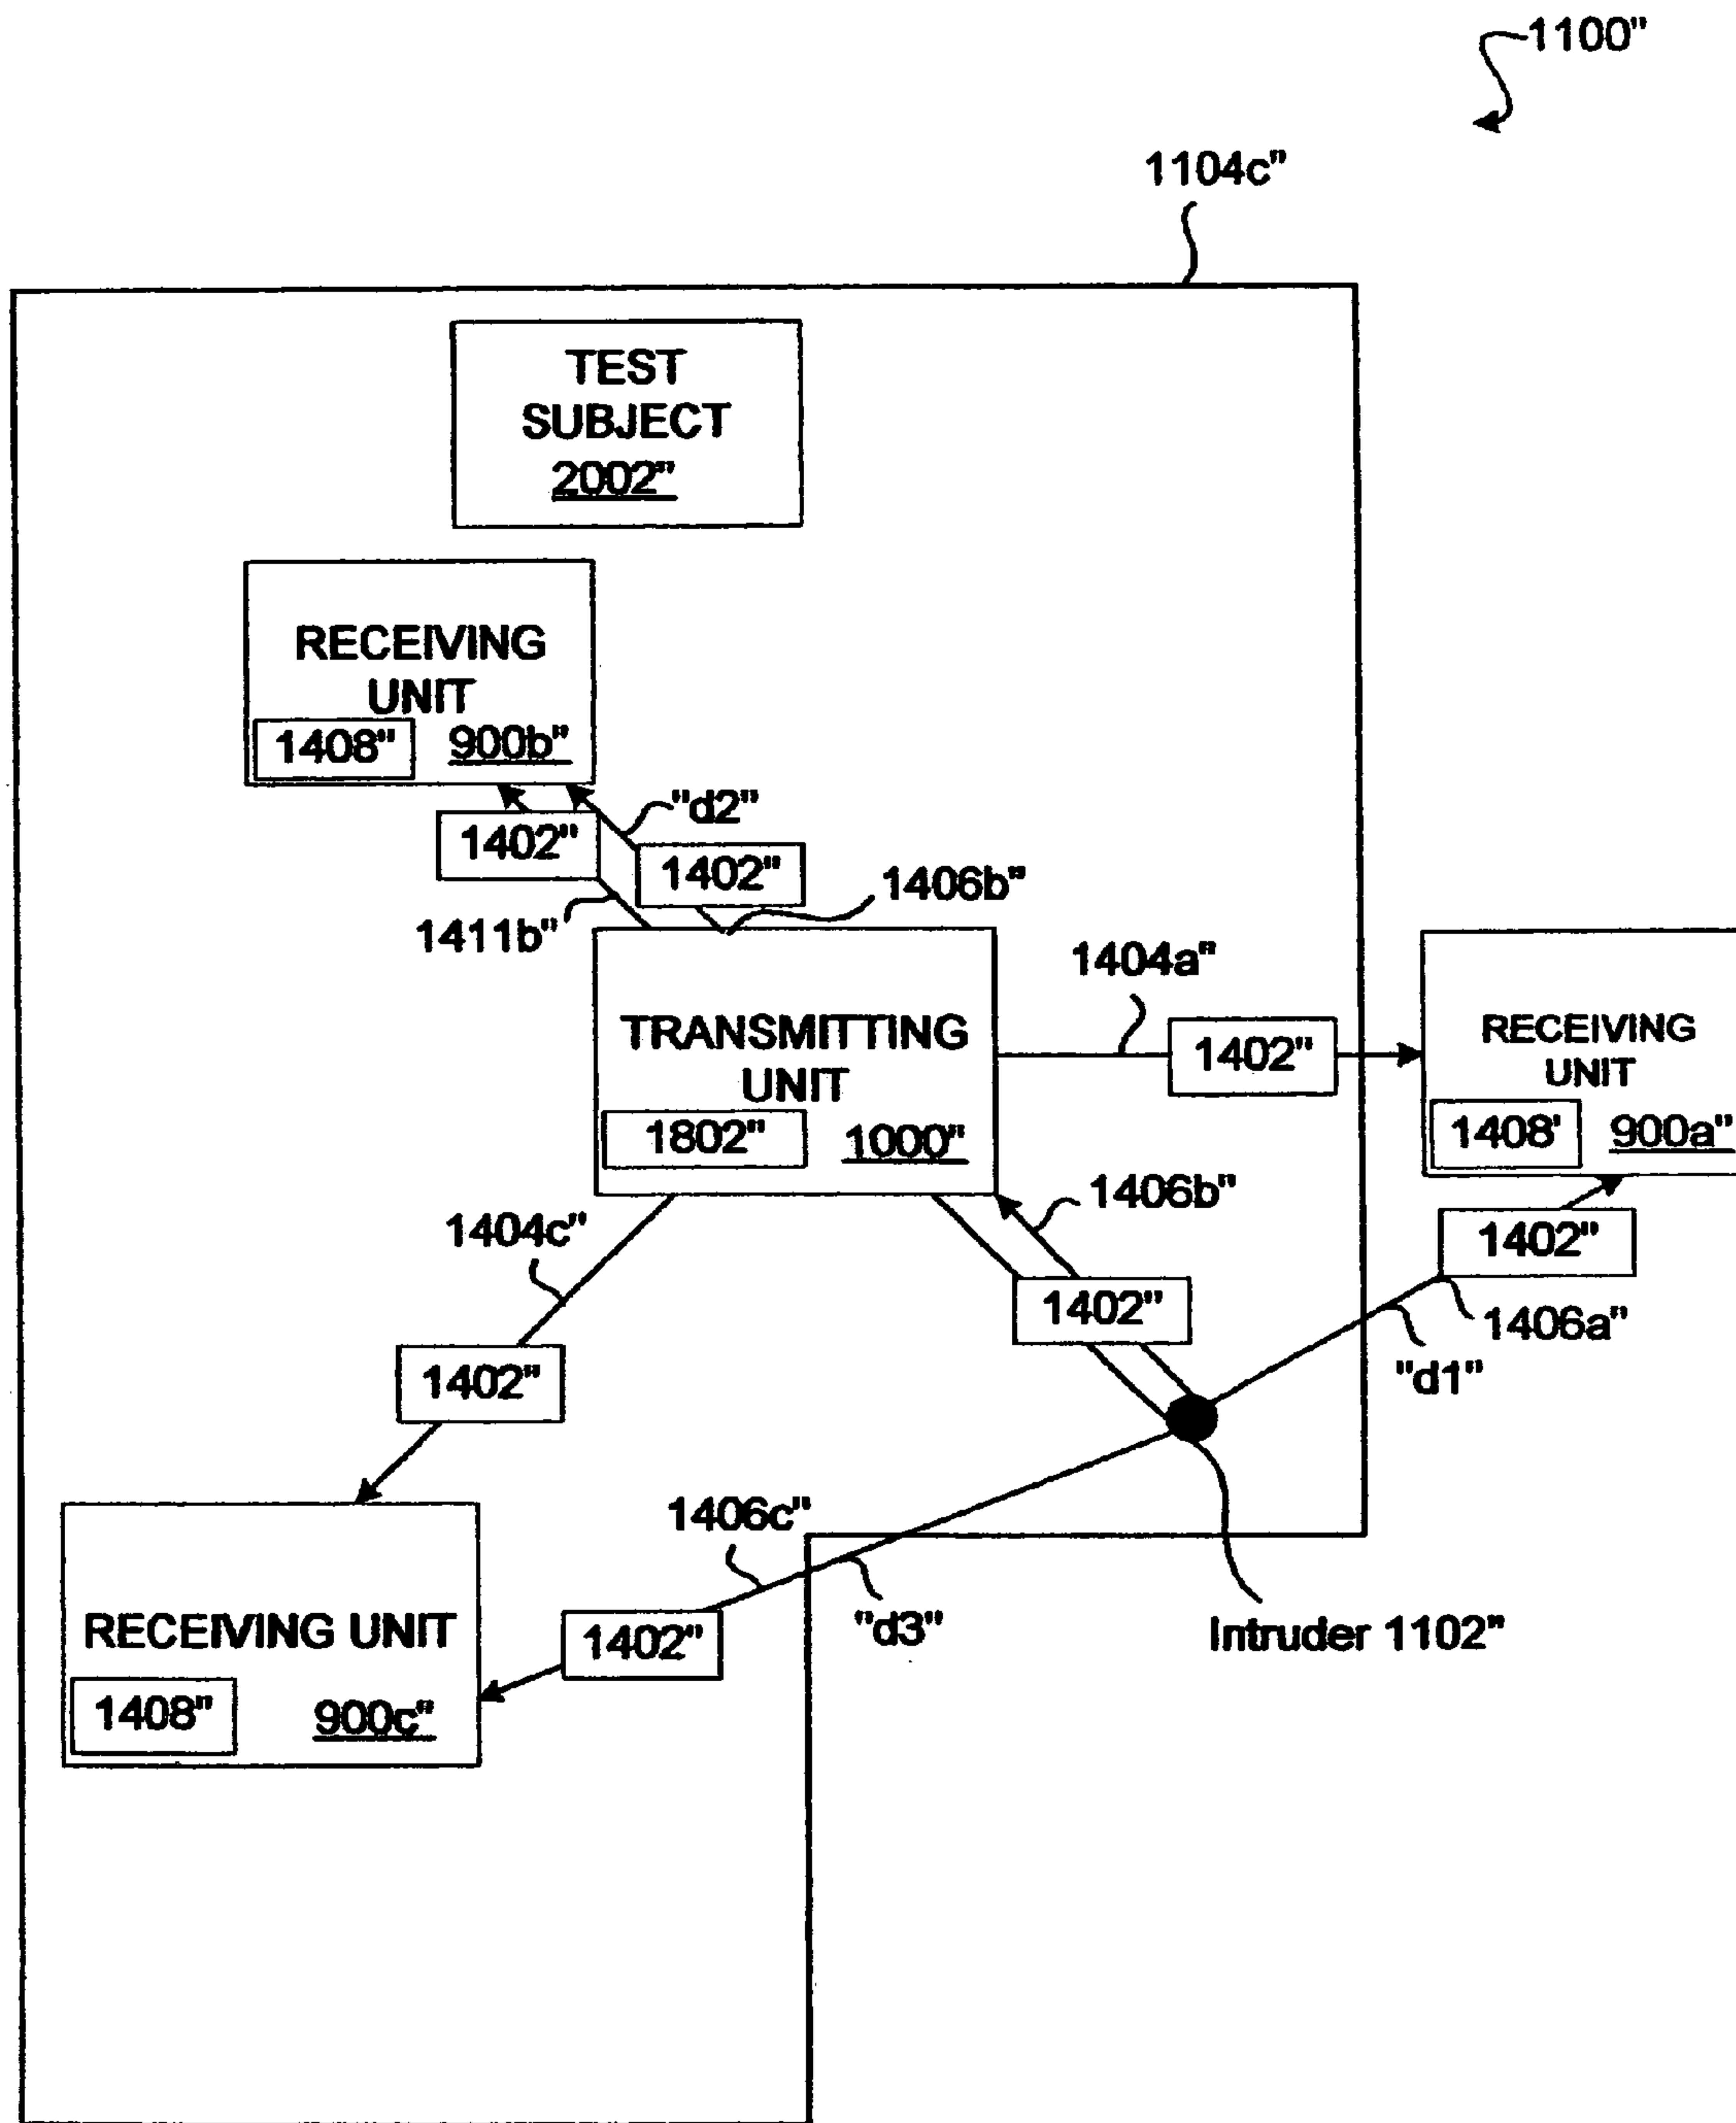 1100"
1104c"
TEST
SUBJECT
2002"
RECEIVING
UNIT
1408"
900b"
"d2"
1402"
1402"
1406b"
1411b"
1404a"
TRANSMITTING
UNIT
1802"
1000"
1402"
RECEIVING
UNIT
1408'
900a"
1406b"
1404c"
1402"
1402"
1406a"
"d1"
1402"
1406c"
"d3"
Intruder 1102"
RECEIVING UNIT
1402"
1408"
900c"